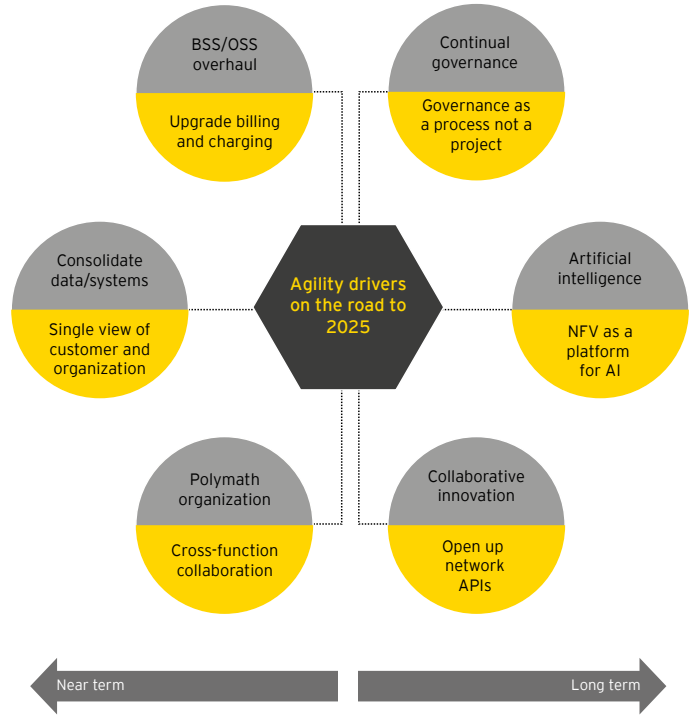 BSS/OSS
overhaul
Upgrade billing
and charging
Continual
governance
Governance as
a process not a
project
Consolidate
data/systems
Single view of
customer and
organization
Agility drivers
on the road to
2025
Artificial
intelligence
NFV as a
platform
for AI
Polymath
organization
Cross-function
collaboration
Collaborative
innovation
Open up
network
APIs
Near term
Long term